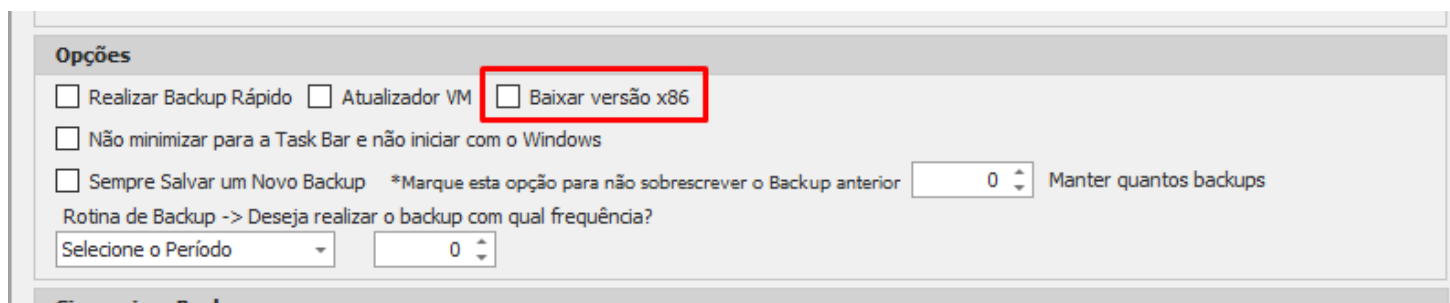 Opções
Realizar Backup Rápido Atualizador VM Baixar versão x86
Não minimizar para a Task Bar e não iniciar com o Windows
Sempre Salvar um Novo Backup *Marque esta opção para não sobrescrever o Backup anterior 0 Manter quantos backups
Rotina de Backup -> Deseja realizar o backup com qual frequência?
Selecione o Período 0